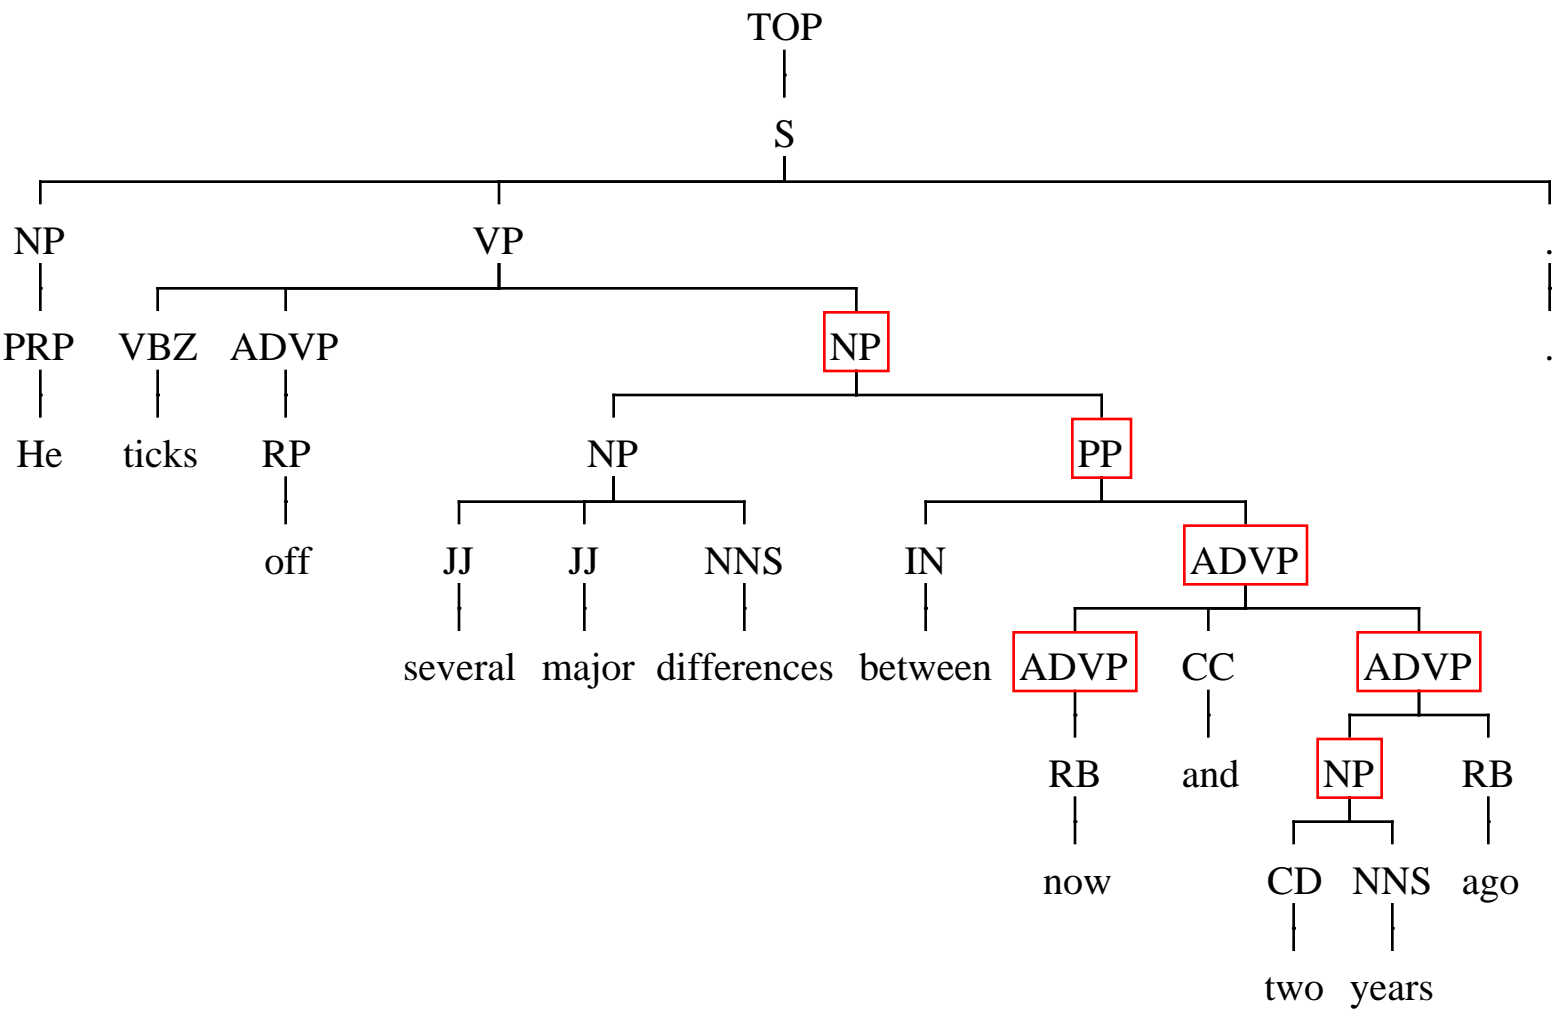 TOP
S
NP VP .
PRP VBZ ADVP NP .
He ticks RP NP PP
off JJ JJ NNS IN ADVP
several major differences between ADVP CC ADVP
RB and NP RB
now CD NNS ago
two years